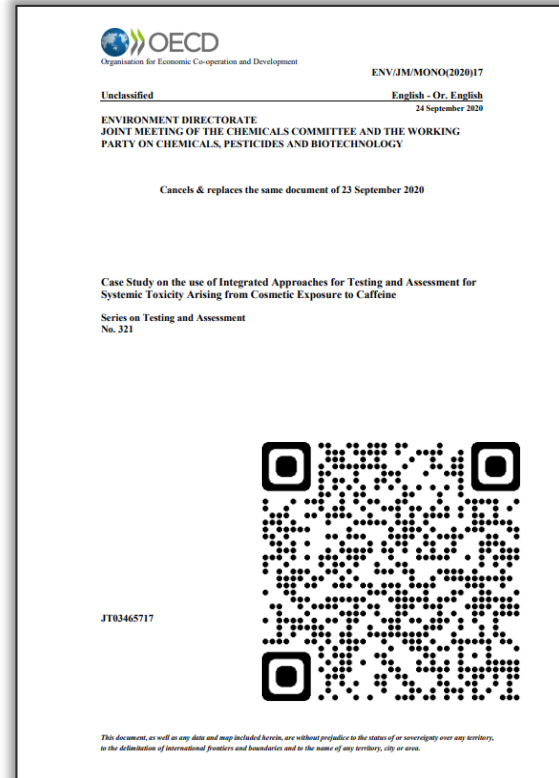 OECD
Organisation for Economic Co-operation and Development
ENV/JM/MONO(2020)17
Unclassified
English - Or. English
24 September 2020
ENVIRONMENT DIRECTORATE
JOINT MEETING OF THE CHEMICALS COMMITTEE AND THE WORKING
PARTY ON CHEMICALS, PESTICIDES AND BIOTECHNOLOGY
Cancels & replaces the same document of 23 September 2020
Case Study on the use of Integrated Approaches for Testing and Assessment for
Systemic Toxicity Arising from Cosmetic Exposure to Caffeine
Series on Testing and Assessment
No. 321
JT03465717
This document, as well as any data and map included herein, are without prejudice to the status of or sovereignty over any territory,
to the delimitation of international frontiers and boundaries and to the name of any territory, city or area.